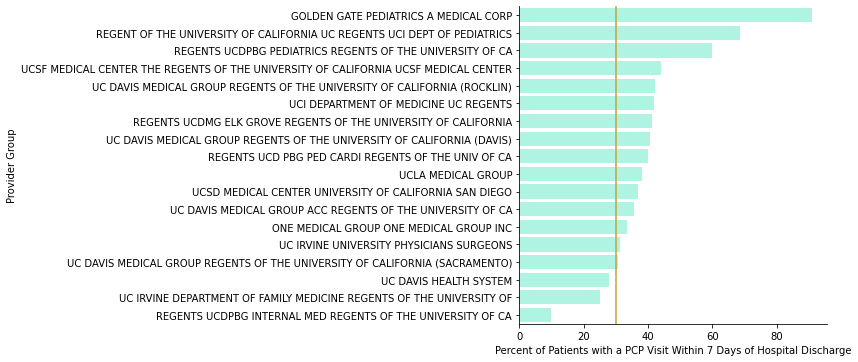 GOLDEN GATE PEDIATRICS A MEDICAL CORP
REGENT OF THE UNIVERSITY OF CALIFORNIA UC REGENTS UCI DEPT OF PEDIATRICS
REGENTS UCDPBG PEDIATRICS REGENTS OF THE UNIVERSITY OF CA
UCSF MEDICAL CENTER THE REGENTS OF THE UNIVERSITY OF CALIFORNIA UCSF MEDICAL CENTER
UC DAVIS MEDICAL GROUP REGENTS OF THE UNIVERSITY OF CALIFORNIA (ROCKLIN)
UCI DEPARTMENT OF MEDICINE UC REGENTS
REGENTS UCDMG ELK GROVE REGENTS OF THE UNIVERSITY OF CALIFORNIA
UC DAVIS MEDICAL GROUP REGENTS OF THE UNIVERSITY OF CALIFORNIA (DAVIS)
REGENTS UCD PBG PED CARDI REGENTS OF THE UNIV OF CA
UCLA MEDICAL GROUP
UCSD MEDICAL CENTER UNIVERSITY OF CALIFORNIA SAN DIEGO
UC DAVIS MEDICAL GROUP ACC REGENTS OF THE UNIVERSITY OF CA
ONE MEDICAL GROUP ONE MEDICAL GROUP INC
UC IRVINE UNIVERSITY PHYSICIANS SURGEONS
UC DAVIS MEDICAL GROUP REGENTS OF THE UNIVERSITY OF CALIFORNIA (SACRAMENTO)
UC DAVIS HEALTH SYSTEM
UC IRVINE DEPARTMENT OF FAMILY MEDICINE REGENTS OF THE UNIVERSITY OF
REGENTS UCDPBG INTERNAL MED REGENTS OF THE UNIVERSITY OF CA
Provider Group
0 20 40 60 80
Percent of Patients with a PCP Visit Within 7 Days of Hospital Discharge